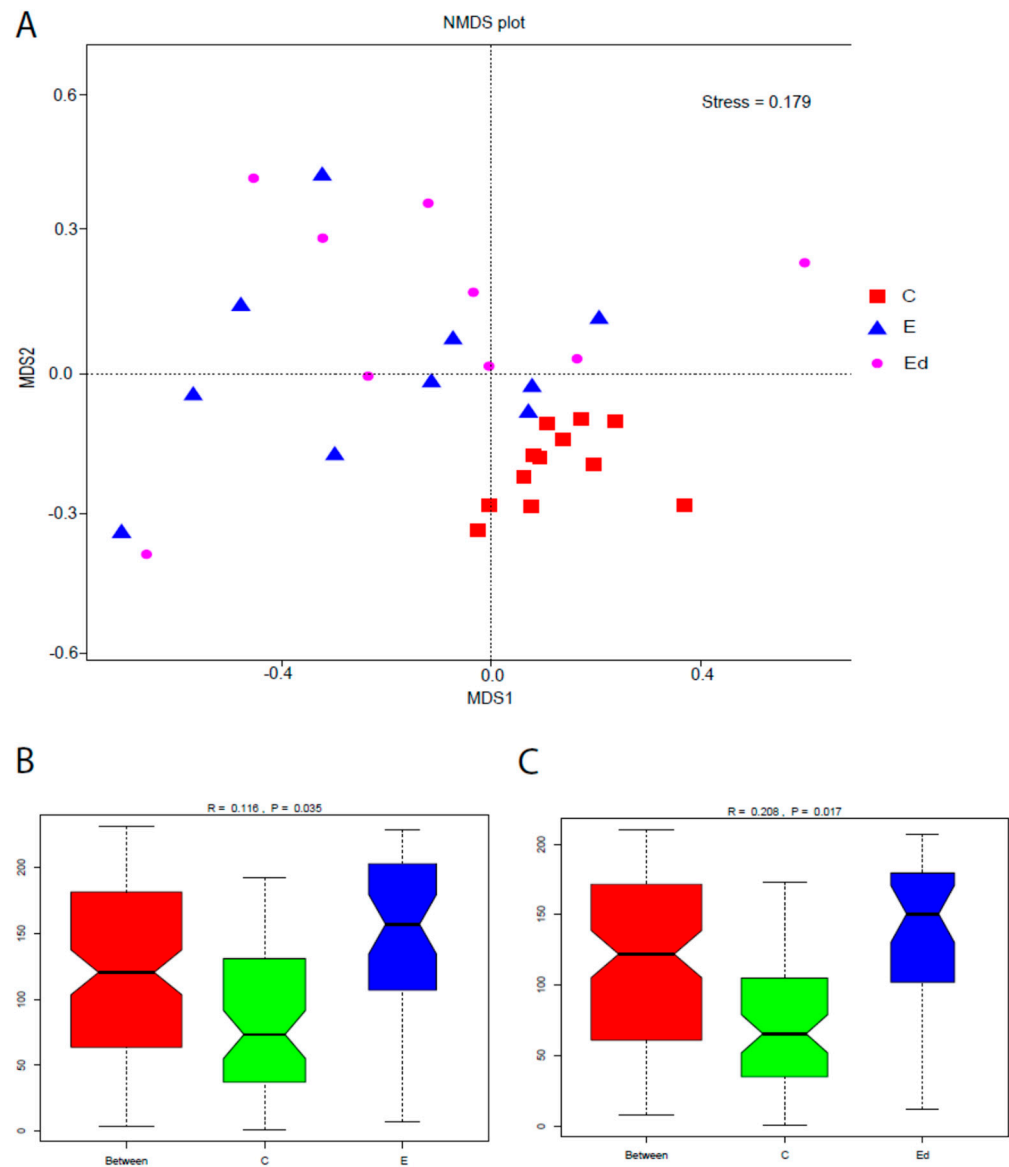 A
NMDS plot
Stress = 0.179
0.6
0.3
0.0
-0.3
-0.6
MDS2
-0.4
0.0
0.4
MDS1
C
E
Ed
B
R = 0.116 , P = 0.035
200
150
100
50
0
Between
C
E
C
R = 0.208 , P = 0.017
200
150
100
50
0
Between
C
Ed